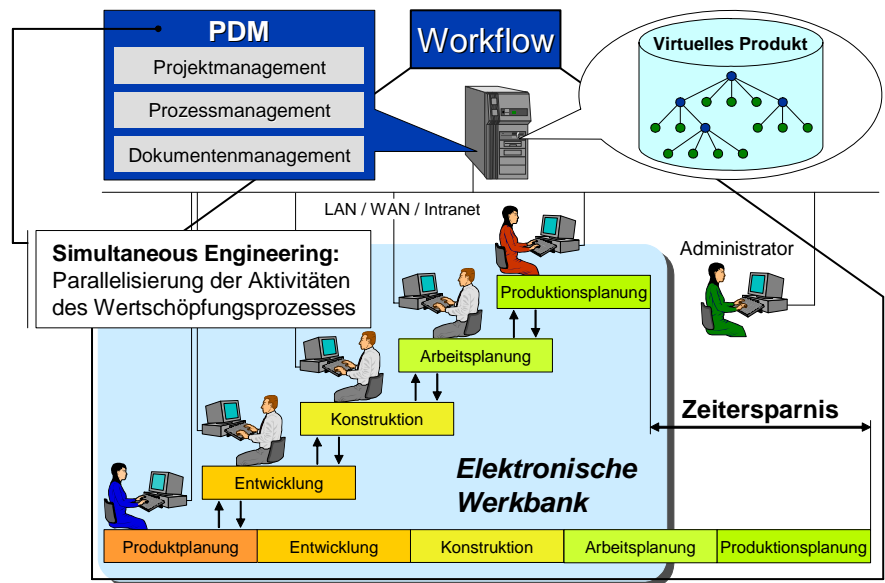 PDM
Projektmanagement
Prozessmanagement
Dokumentenmanagement
Workflow
Virtuelles Produkt
LAN / WAN / Intranet
Simultaneous Engineering:
Parallelisierung der Aktivitäten
des Wertschöpfungsprozesses
Administrator
Produktionsplanung
Arbeitsplanung
Konstruktion
Entwicklung
Zeitersparnis
Elektronische
Werkbank
Produktplanung
Entwicklung
Konstruktion
Arbeitsplanung
Produktionsplanung